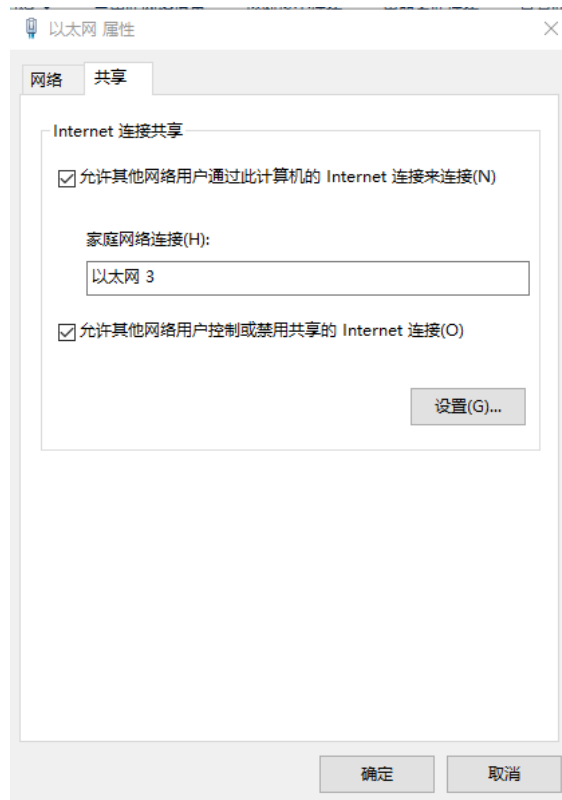 以太网 属性
网络
共享
Internet 连接共享
允许其他网络用户通过此计算机的 Internet 连接来连接(N)
家庭网络连接(H):
以太网 3
允许其他网络用户控制或禁用共享的 Internet 连接(O)
设置(G)...
确定
取消